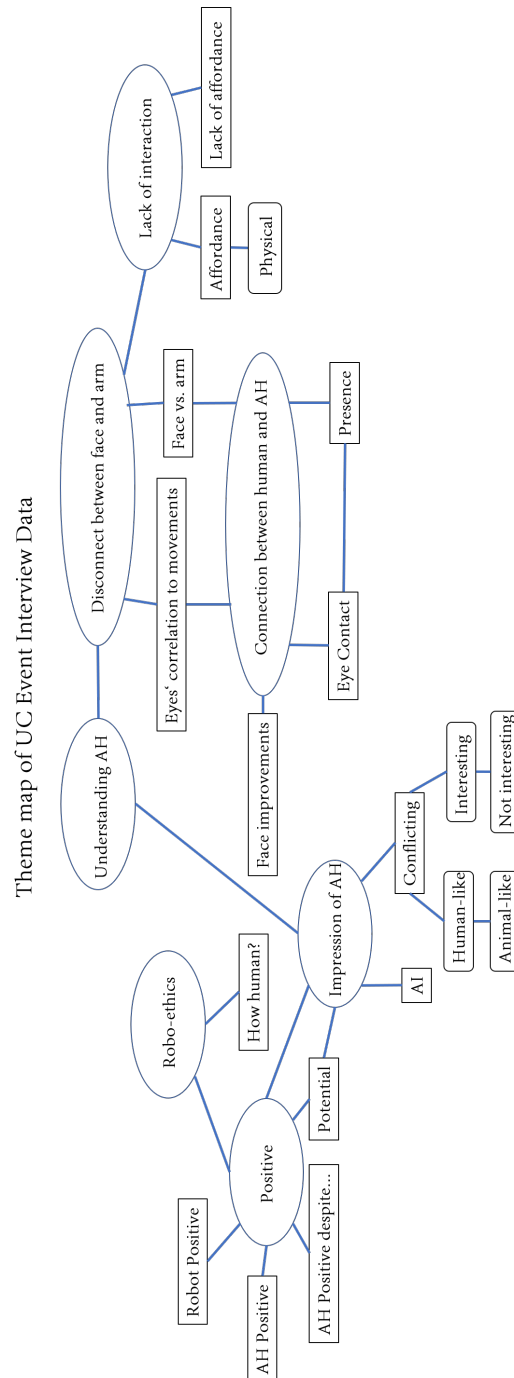 Theme map of UC Event Interview Data
Robot Positive
AH Positive
AH Positive despite...
Positive
Potential
Robo-ethics
How human?
Impression of AH
AI
Conflicting
Human-like
Animal-like
Interesting
Not interesting
Understanding AH
Disconnect between face and arm
Eyes‘ correlation to movements
Face vs. arm
Face improvements
Connection between human and AH
Eye Contact
Presence
Lack of interaction
Affordance
Physical
Lack of affordance